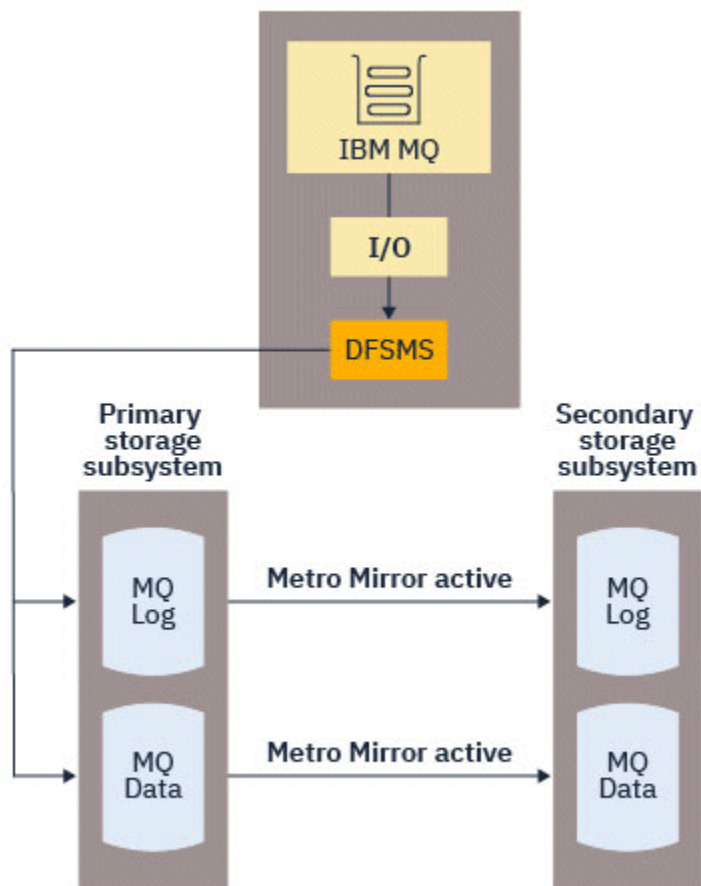 IBM MQ
I/O
DFSMS
Primary
storage
subsystem
Secondary
storage
subsystem
MQ
Log
Metro Mirror active
MQ
Log
MQ
Data
Metro Mirror active
MQ
Data